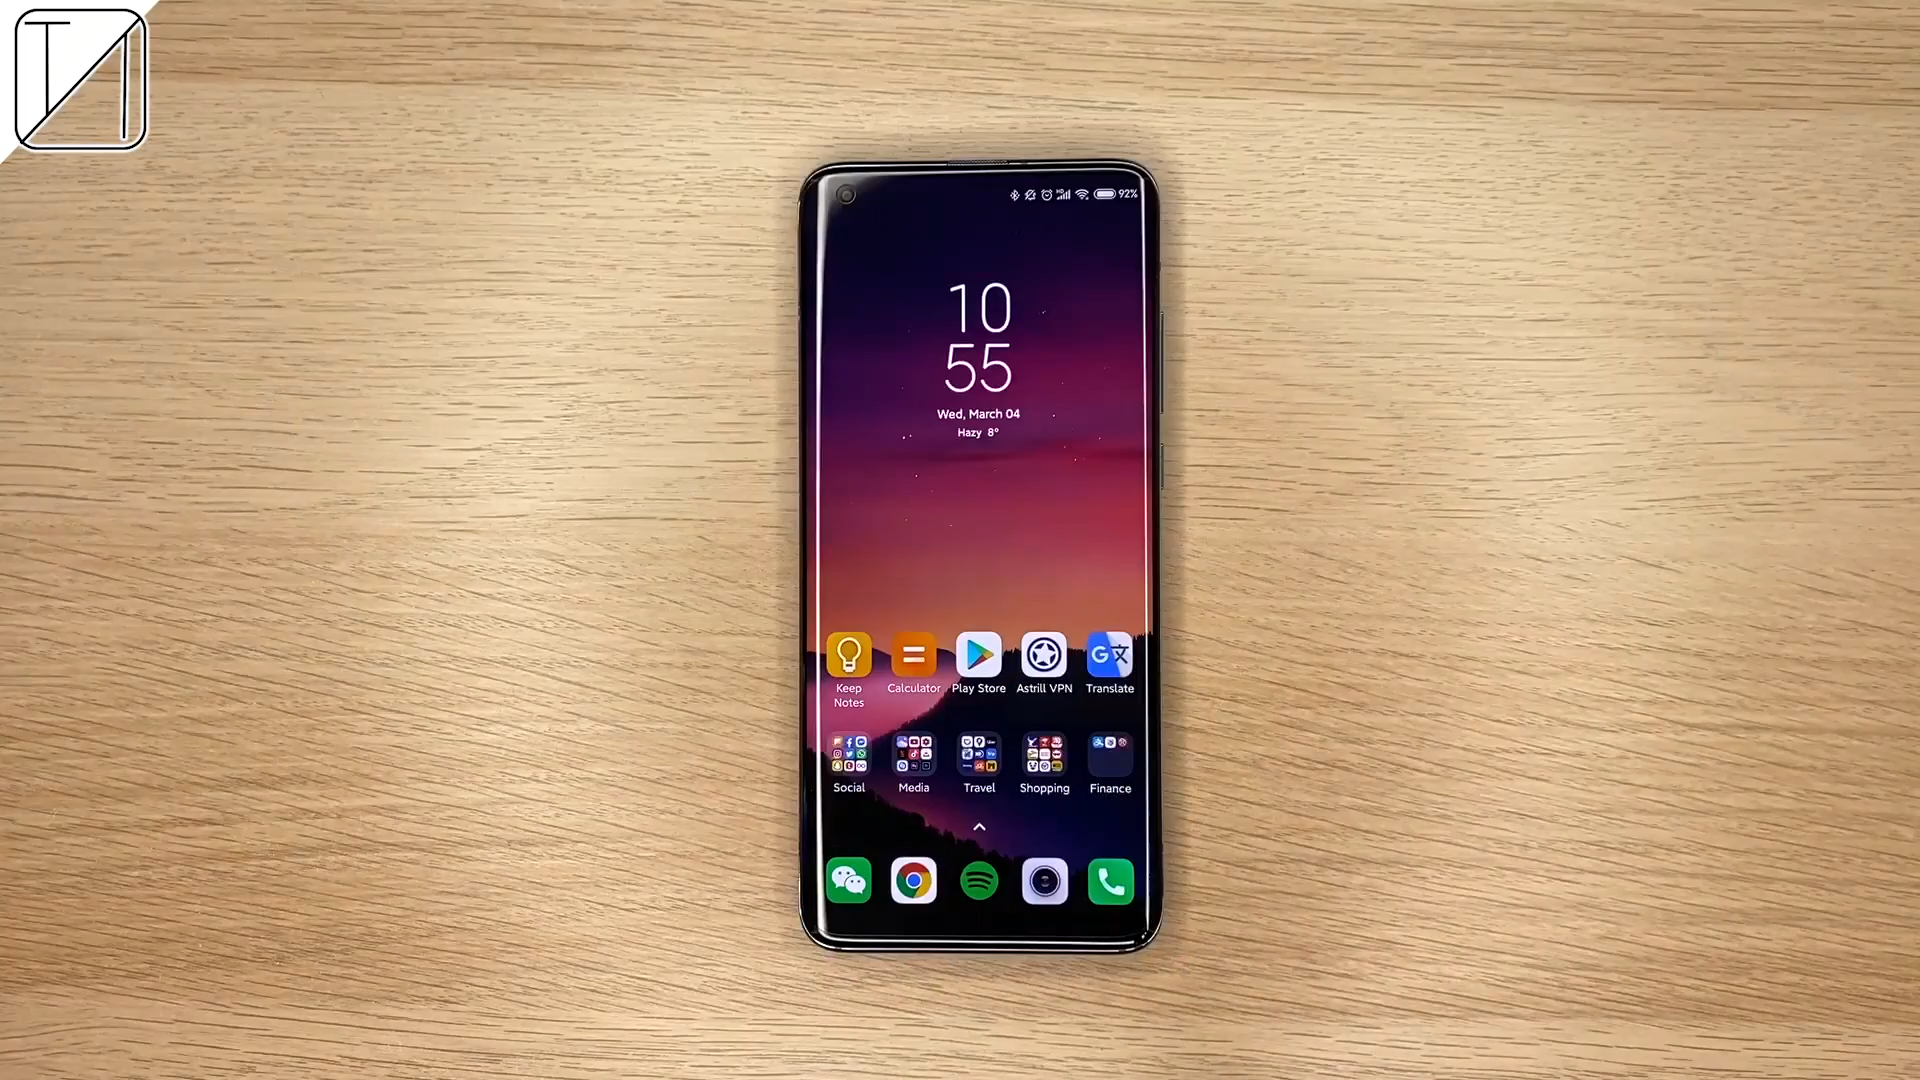 92%
10
55
Wed, March 04
Hazy 8°
Keep
Notes
Calculator
Play Store
Astrill VPN
Translate
Social
Media
Travel
Shopping
Finance